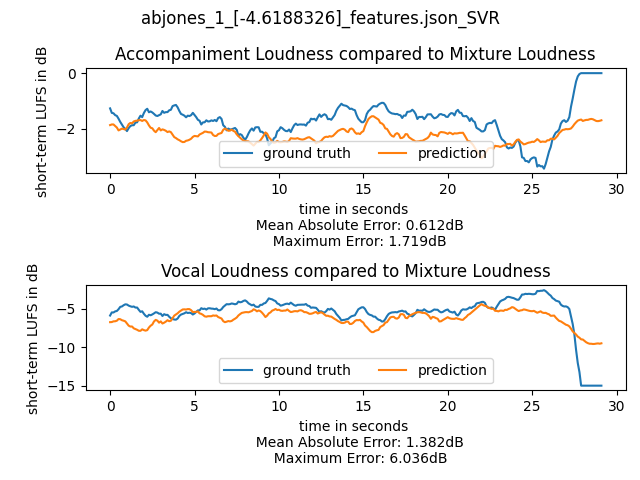 abjones_1_[-4.6188326]_features.json_SVR
Accompaniment Loudness compared to Mixture Loudness
short-term LUFS in dB
0
−2
ground truth
prediction
0 5 10 15 20 25 30
time in seconds
Mean Absolute Error: 0.612dB
Maximum Error: 1.719dB
Vocal Loudness compared to Mixture Loudness
short-term LUFS in dB
−5
−10
−15
ground truth
prediction
0 5 10 15 20 25 30
time in seconds
Mean Absolute Error: 1.382dB
Maximum Error: 6.036dB